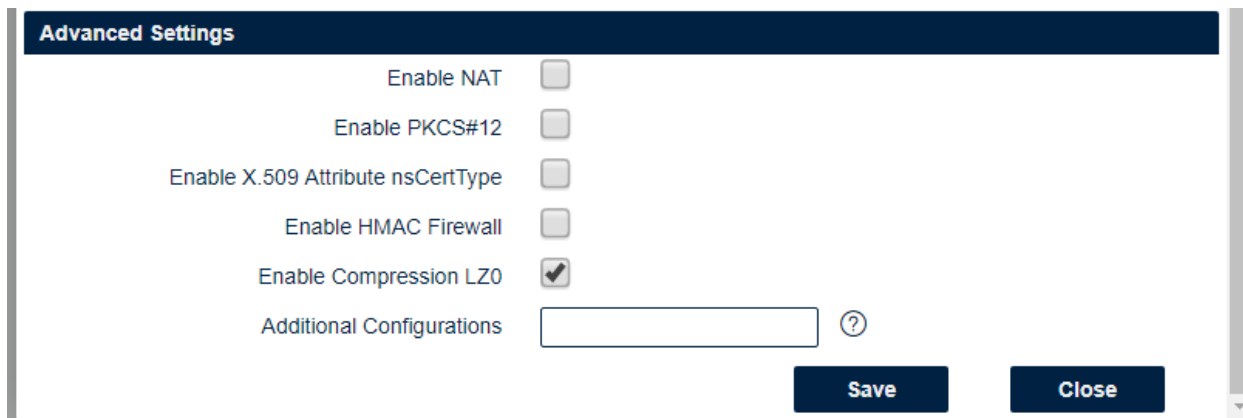 Advanced Settings
Enable NAT
Enable PKCS#12
Enable X.509 Attribute nsCertType
Enable HMAC Firewall
Enable Compression LZ0
Additional Configurations ?
Save Close